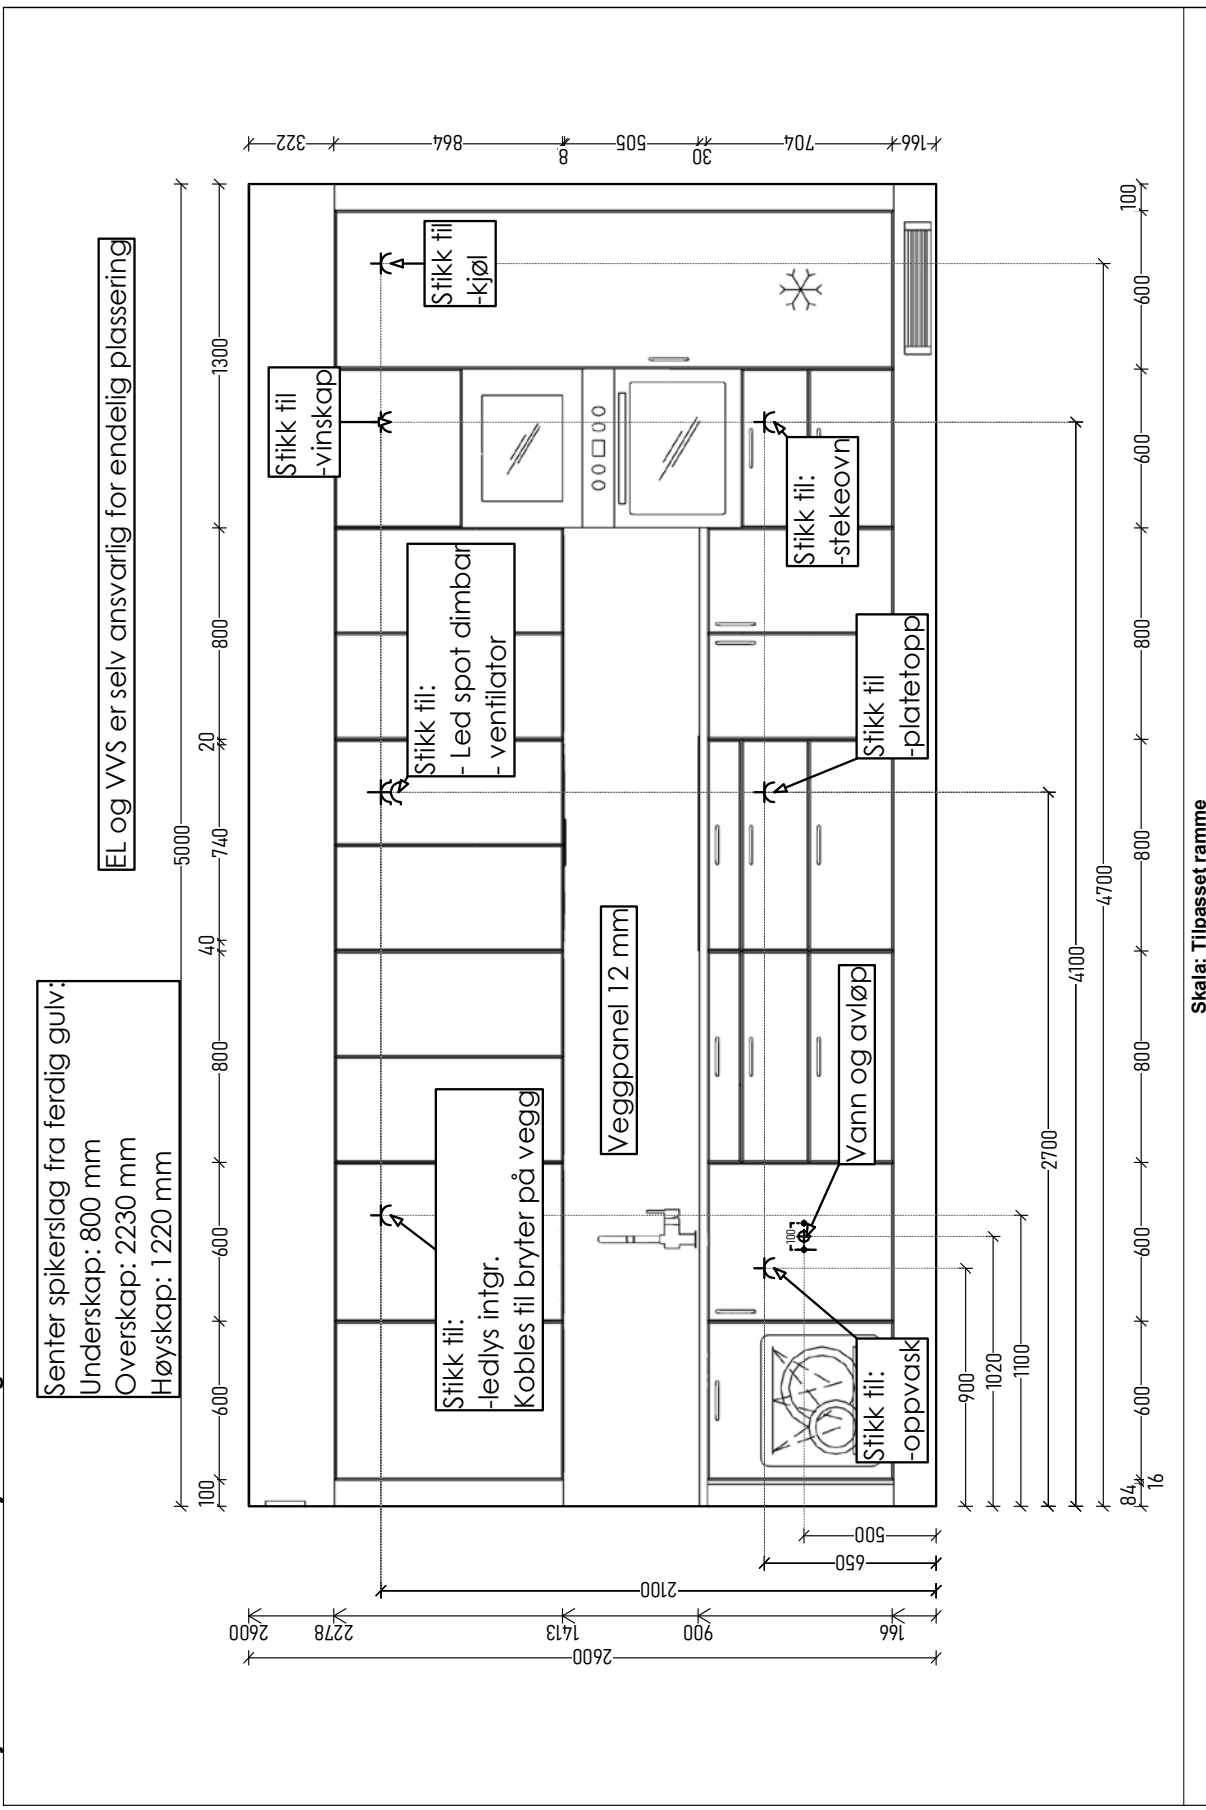 Senter spikerslag fra ferdig gulv:
Underskap: 800 mm
Overskap: 2230 mm
Høyskap: 1220 mm
EL og VVS er selv ansvarlig for endelig plassering
5000
100
600
600
800
40
740
20
800
1300
Stikk til
-vinskap
Stikk til
-kjøl
Stikk til:
- Led spot dimbar
- ventilator
Stikk til:
-ledlys intgr.
Kobles til bryter på vegg
Veggpanel 12 mm
Vann og avløp
100
Stikk til:
-stekeovn
Stikk til
-platetopp
Stikk til:
-oppvask
322
864
8
505
30
704
166
2600
2278
1413
900
166
2600
2100
650
500
900
1020
1100
2700
4100
4700
84
16
600
600
800
800
800
600
600
100
Skala: Tilpasset ramme